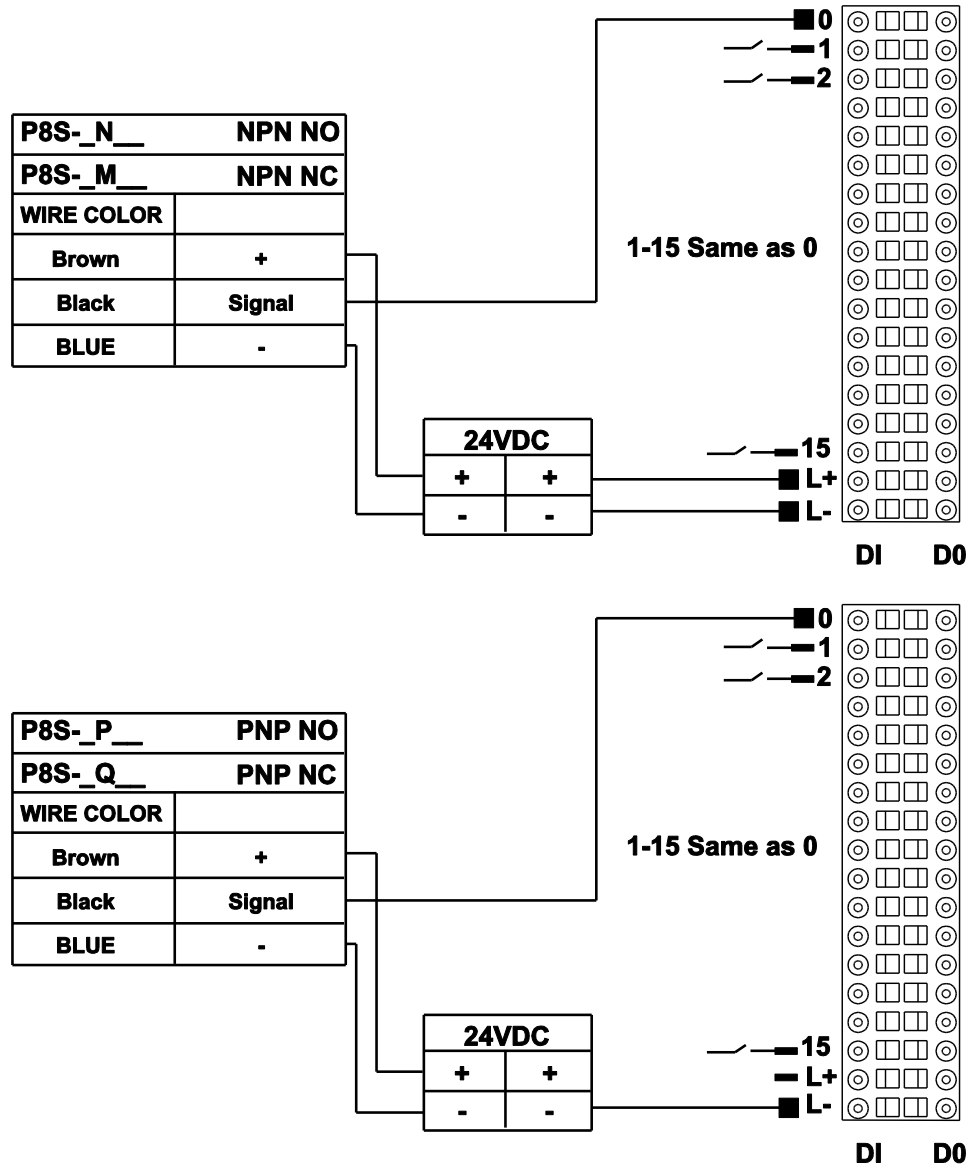 0
1
2
P8S-_N__ NPN NO
P8S-_M__ NPN NC
WIRE COLOR
1-15 Same as 0
Brown +
Black Signal
BLUE -
24VDC
15
+ + L+
- - L-
DI D0
0
1
2
P8S-_P__ PNP NO
P8S-_Q__ PNP NC
WIRE COLOR
1-15 Same as 0
Brown +
Black Signal
BLUE -
24VDC
15
+ + L+
- - L-
DI D0